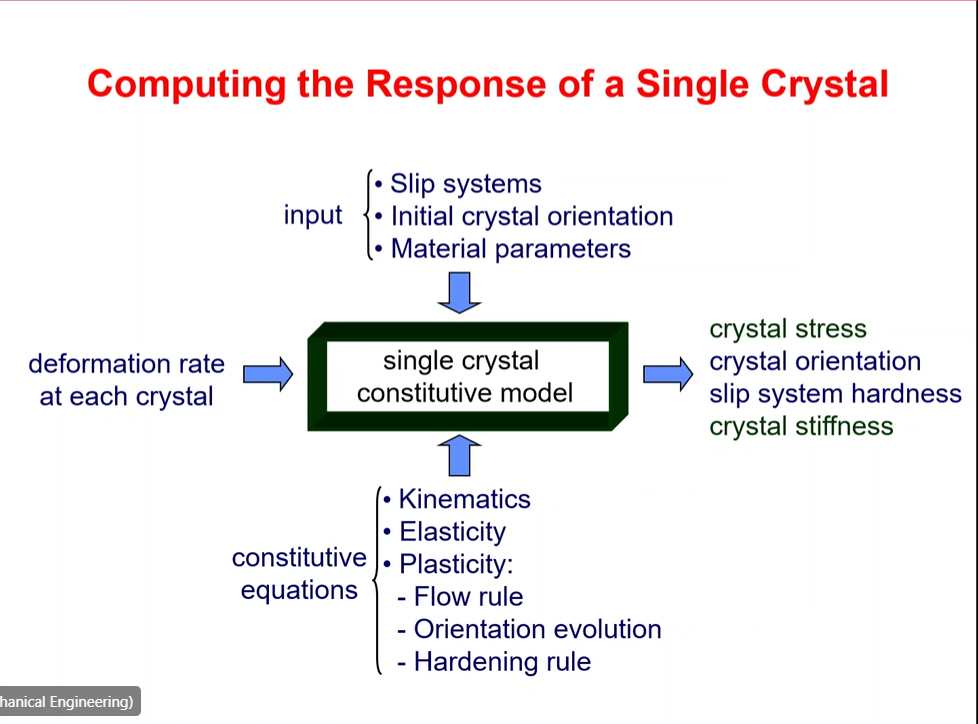 Computing the Response of a Single Crystal
input
• Slip systems
• Initial crystal orientation
• Material parameters
deformation rate
at each crystal
single crystal
constitutive model
crystal stress
crystal orientation
slip system hardness
crystal stiffness
constitutive
equations
• Kinematics
• Elasticity
• Plasticity:
- Flow rule
- Orientation evolution
- Hardening rule
hanical Engineering)